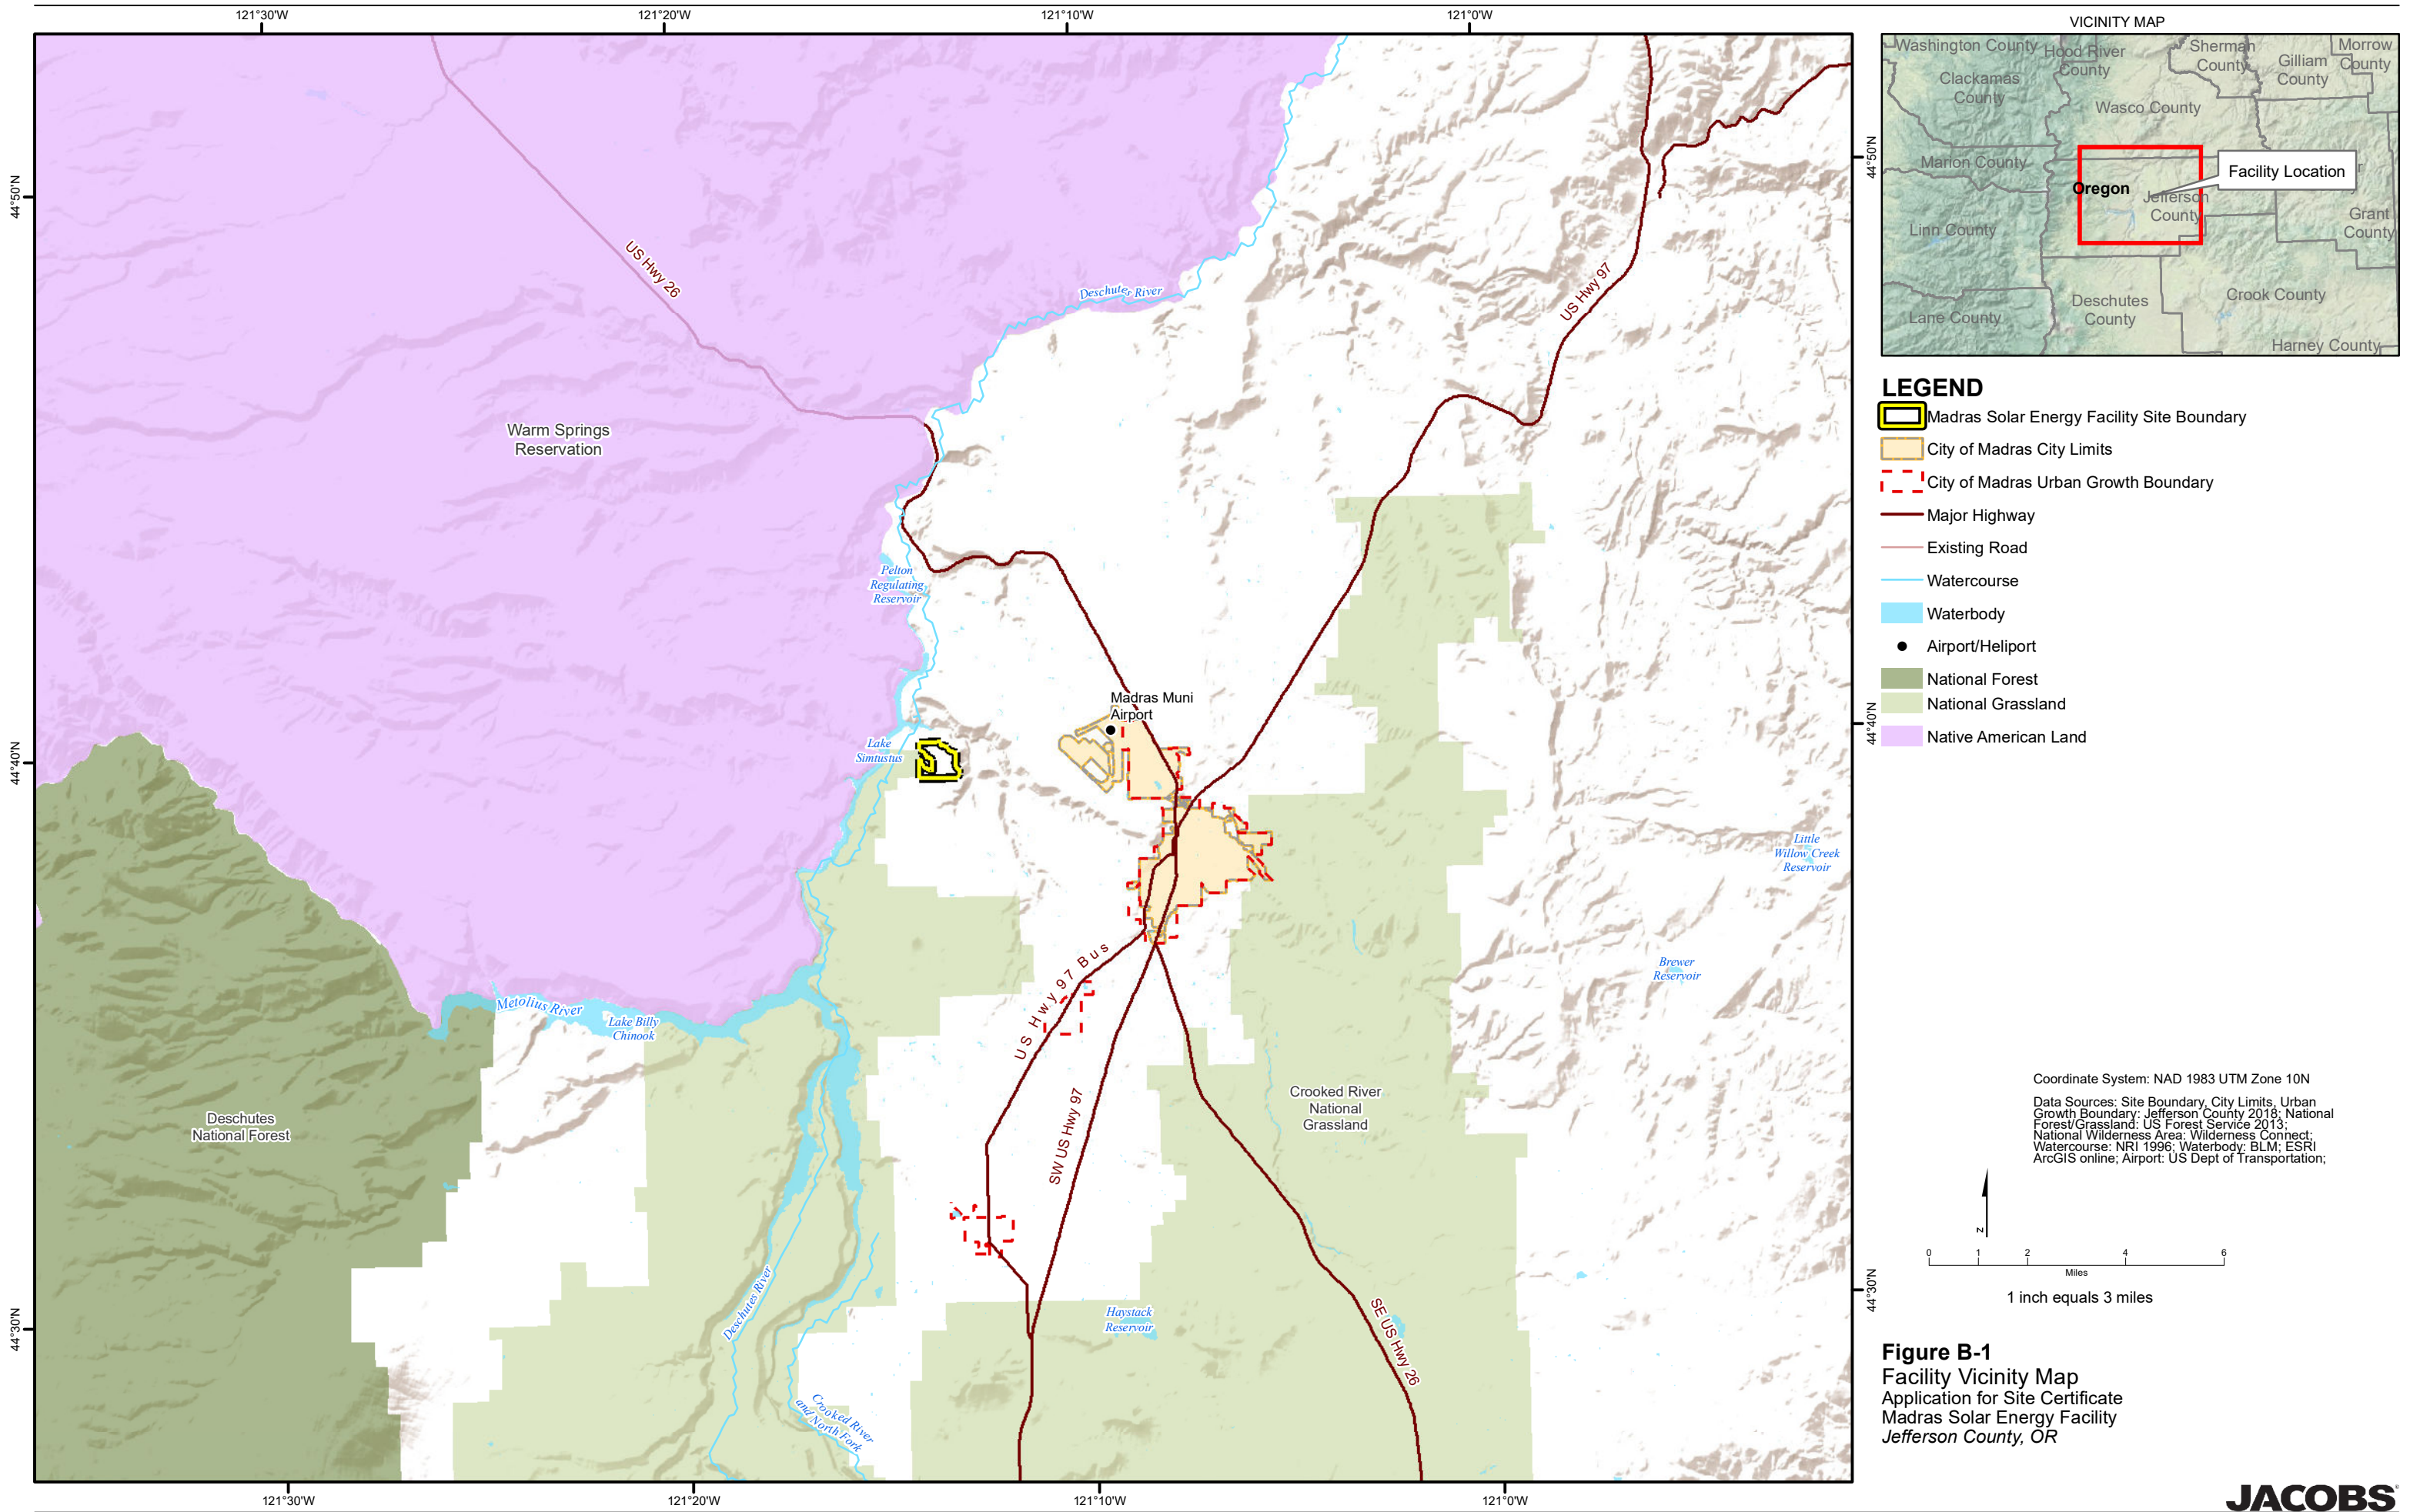 121°30'W
121°20'W
121°10'W
121°0'W
VICINITY MAP
Washington County
Hood River
County
Sherman
County
Gilliam
County
Morrow
County
Clackamas
County
Wasco County
Marion County
Facility Location
Oregon
Jefferson
County
Linn County
Grant
County
Deschutes
County
Crook County
Lane County
Harney County
44°50'N
44°50'N
US Hwy 26
Deschutes River
US Hwy 97
Warm Springs
Reservation
Pelton
Regulating
Reservoir
Madras Muni
Airport
Lake
Simtustus
44°40'N
44°40'N
Little
Willow Creek
Reservoir
US Hwy 97 Bus
Brewer
Reservoir
Metolius River
Lake Billy
Chinook
Deschutes
National Forest
Crooked River
National
Grassland
SW US Hwy 97
Deschutes River
Haystack
Reservoir
SE US Hwy 26
Crooked River
and North Fork
44°30'N
44°30'N
121°30'W
121°20'W
121°10'W
121°0'W
LEGEND
Madras Solar Energy Facility Site Boundary
City of Madras City Limits
City of Madras Urban Growth Boundary
Major Highway
Existing Road
Watercourse
Waterbody
Airport/Heliport
National Forest
National Grassland
Native American Land
Coordinate System: NAD 1983 UTM Zone 10N
Data Sources: Site Boundary, City Limits, Urban
Growth Boundary: Jefferson County 2018; National
Forest/Grassland: US Forest Service 2013;
National Wilderness Area: Wilderness Connect;
Watercourse: NRI 1996; Waterbody: BLM; ESRI
ArcGIS online; Airport: US Dept of Transportation;
N
0 1 2 4 6
Miles
1 inch equals 3 miles
Figure B-1
Facility Vicinity Map
Application for Site Certificate
Madras Solar Energy Facility
Jefferson County, OR
JACOBS